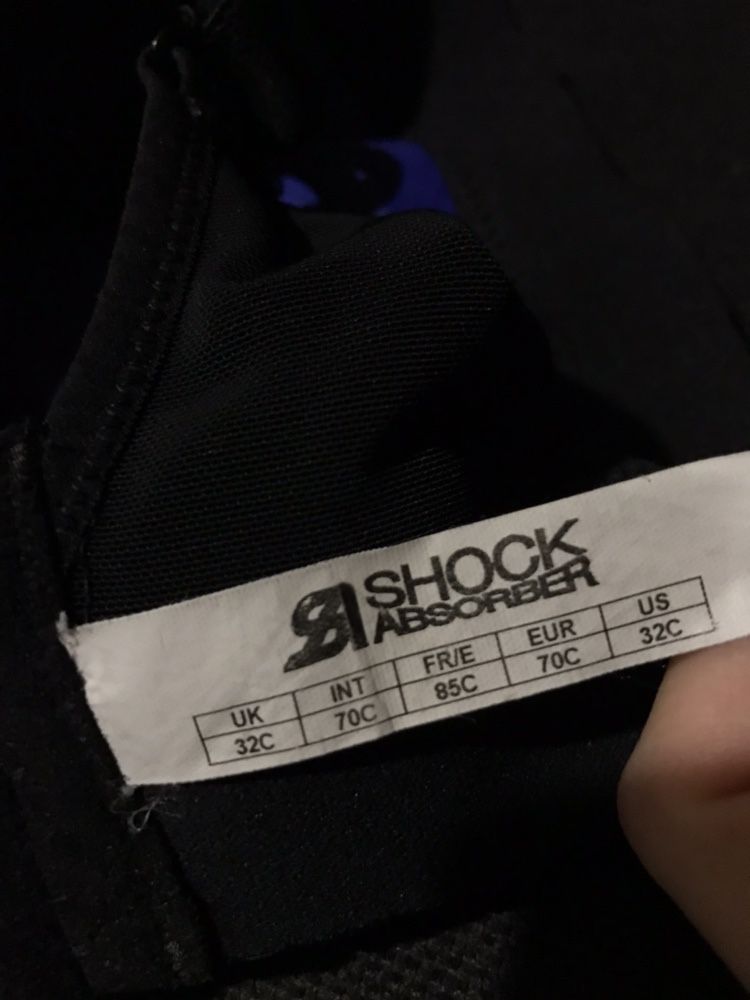 SHOCK
ABSORBER
UK INT FR/E EUR US
32C 70C 85C 70C 32C